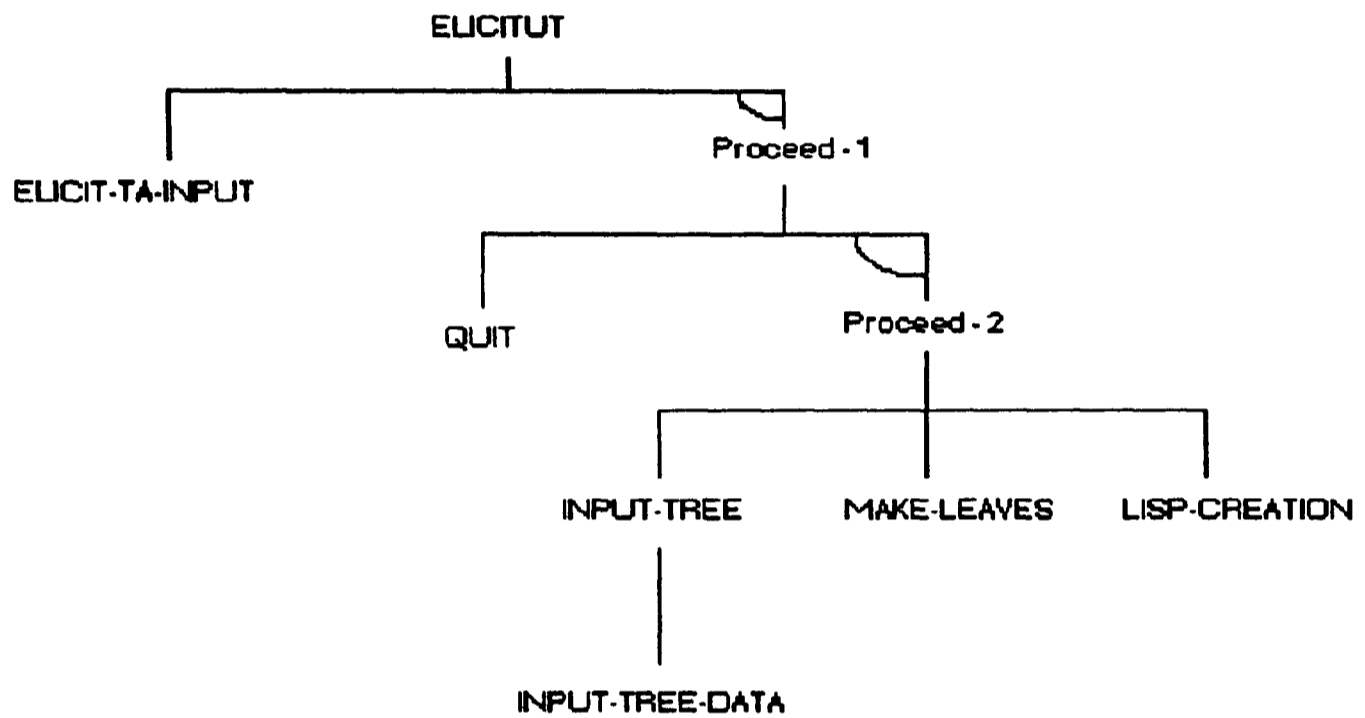 ELICITUT
Proceed-1
ELICIT-TA-INPUT
QUIT
Proceed-2
INPUT-TREE MAKE-LEAVES LISP-CREATION
INPUT-TREE-DATA